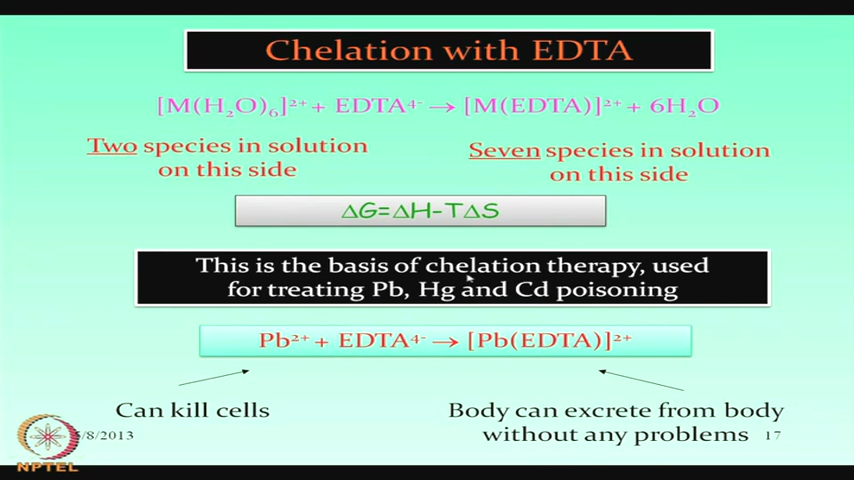 Chelation with EDTA
[M(H₂O)₆]²⁺ + EDTA⁴⁻ → [M(EDTA)]²⁺ + 6H₂O
Two species in solution
on this side
Seven species in solution
on this side
ΔG=ΔH-TΔS
This is the basis of chelation therapy, used
for treating Pb, Hg and Cd poisoning
Pb²⁺ + EDTA⁴⁻ → [Pb(EDTA)]²⁺
Can kill cells
Body can excrete from body
without any problems
/8/2013
17
NPTEL